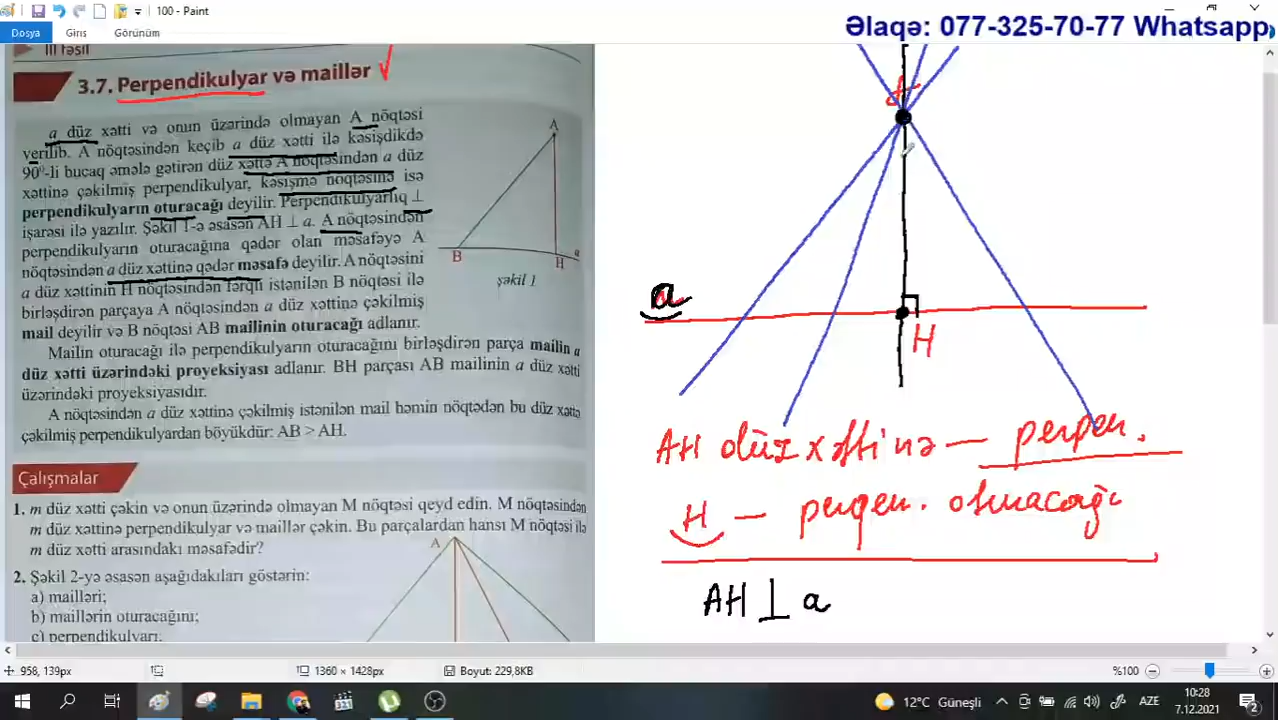 100 - Paint
Əlaqə: 077-325-70-77 Whatsapp
Dosya Giriş Görünüm
III fəsil
3.7. Perpendikulyar və maillər
a düz xətti və onun üzərində olmayan A nöqtəsi
verilib. A nöqtəsindən keçib a düz xətti ilə kəsişdikdə
90°-li bucaq əmələ gətirən düz xəttə A nöqtəsindən a düz
xəttinə çəkilmiş perpendikulyar, kəsişmə nöqtəsinə isə
perpendikulyarın oturacağı deyilir. Perpendikulyarlıq ⊥
işarəsi ilə yazılır. Şəkil 1-ə əsasən AH ⊥ a. A nöqtəsindən
perpendikulyarın oturacağına qədər olan məsafəyə A
nöqtəsindən a düz xəttinə qədər məsafə deyilir. A nöqtəsini
a düz xəttinin H nöqtəsindən fərqli istənilən B nöqtəsi ilə
birləşdirən parçaya A nöqtəsindən a düz xəttinə çəkilmiş
mail deyilir və B nöqtəsi AB mailinin oturacağı adlanır.
Mailin oturacağı ilə perpendikulyarın oturacağını birləşdirən parça mailin a
düz xətti üzərindəki proyeksiyası adlanır. BH parçası AB mailinin a düz xətti
üzərindəki proyeksiyasıdır.
A nöqtəsindən a düz xəttinə çəkilmiş istənilən mail həmin nöqtədən bu düz xəttə
çəkilmiş perpendikulyardan böyükdür: AB > AH.
A
B
H
a
şəkil 1
Çalışmalar
1. m düz xətti çəkin və onun üzərində olmayan M nöqtəsi qeyd edin. M nöqtəsindən
m düz xəttinə perpendikulyar və maillər çəkin. Bu parçalardan hansı M nöqtəsi ilə
m düz xətti arasındakı məsafədir?
2. Şəkil 2-yə əsasən aşağıdakıları göstərin:
a) mailləri;
b) maillərin oturacağını;
c) perpendikulyarı;
A
a
H
AH düz xəttinə — perpen.
H — perpen. oturacağı
AH ⊥ a
958, 139px
1360 × 1428px
Boyut: 229,8KB
%100
12°C Güneşli
AZE
10:28
7.12.2021
2